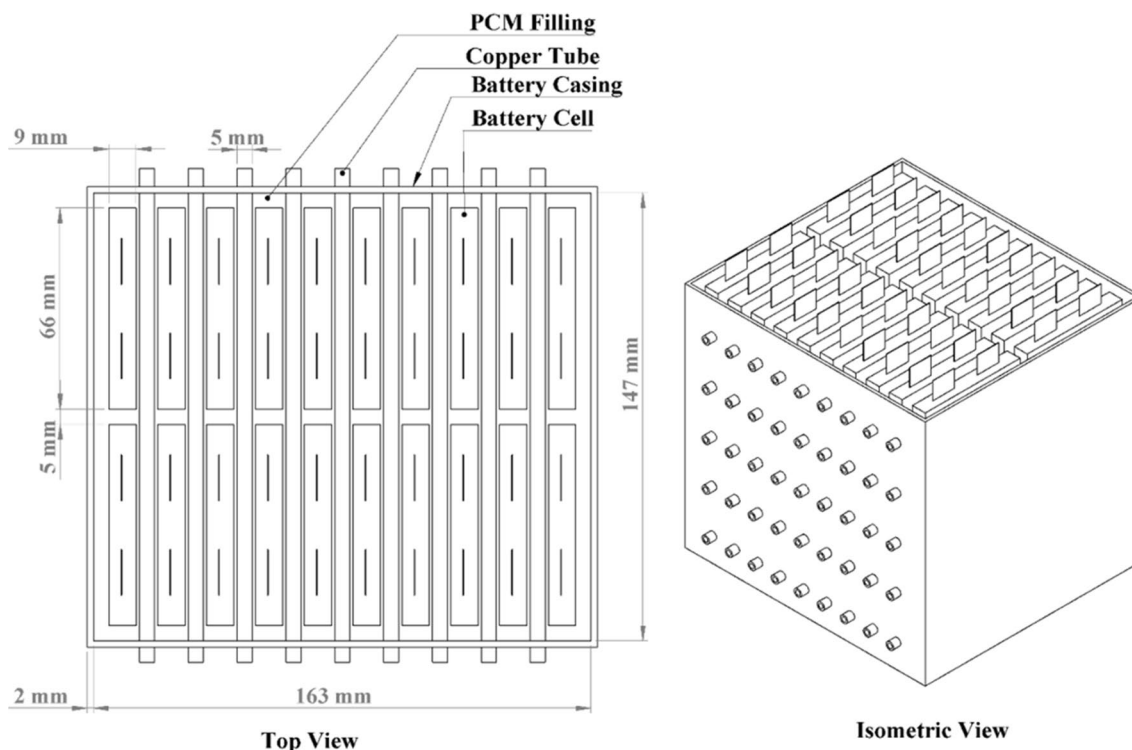 PCM Filling
Copper Tube
Battery Casing
Battery Cell
9 mm
5 mm
66 mm
5 mm
147 mm
2 mm
163 mm
Top View
Isometric View